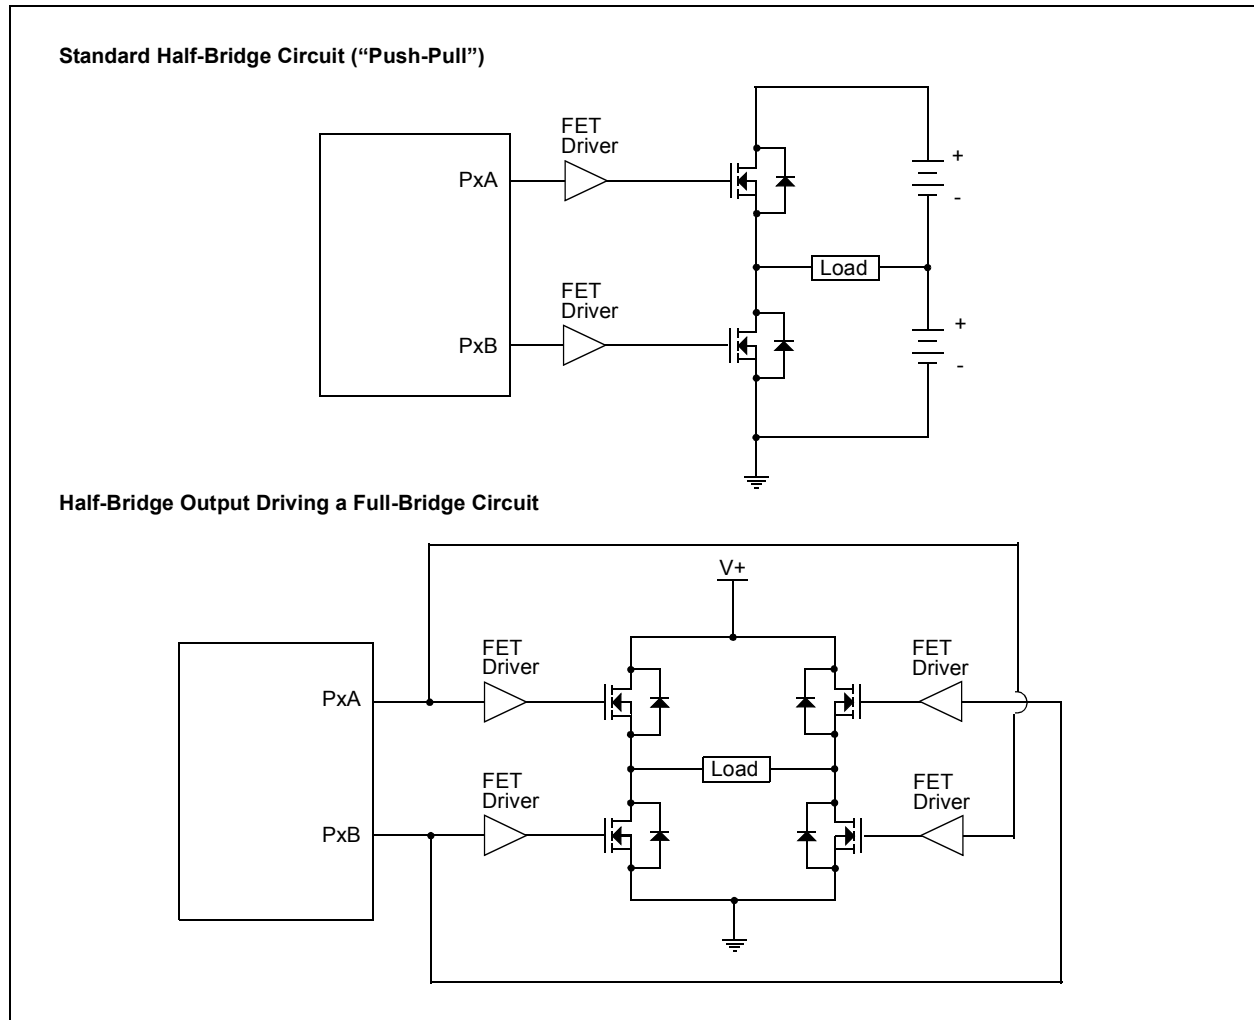 Standard Half-Bridge Circuit (“Push-Pull”)
FET
Driver
PxA
+
-
Load
FET
Driver
PxB
+
-
Half-Bridge Output Driving a Full-Bridge Circuit
V+
FET
Driver
FET
Driver
PxA
Load
FET
Driver
FET
Driver
PxB